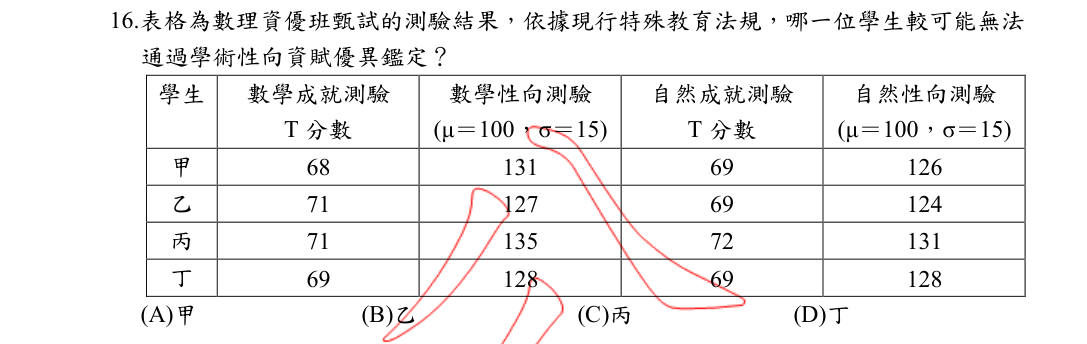 16.表格為數理資優班甄試的測驗結果，依據現行特殊教育法規，哪一位學生較可能無法
通過學術性向資賦優異鑑定？
學生 數學成就測驗 T 分數 數學性向測驗 (μ＝100，σ＝15) 自然成就測驗 T 分數 自然性向測驗 (μ＝100，σ＝15)
甲 68 131 69 126
乙 71 127 69 124
丙 71 135 72 131
丁 69 128 69 128
(A)甲 (B)乙 (C)丙 (D)丁